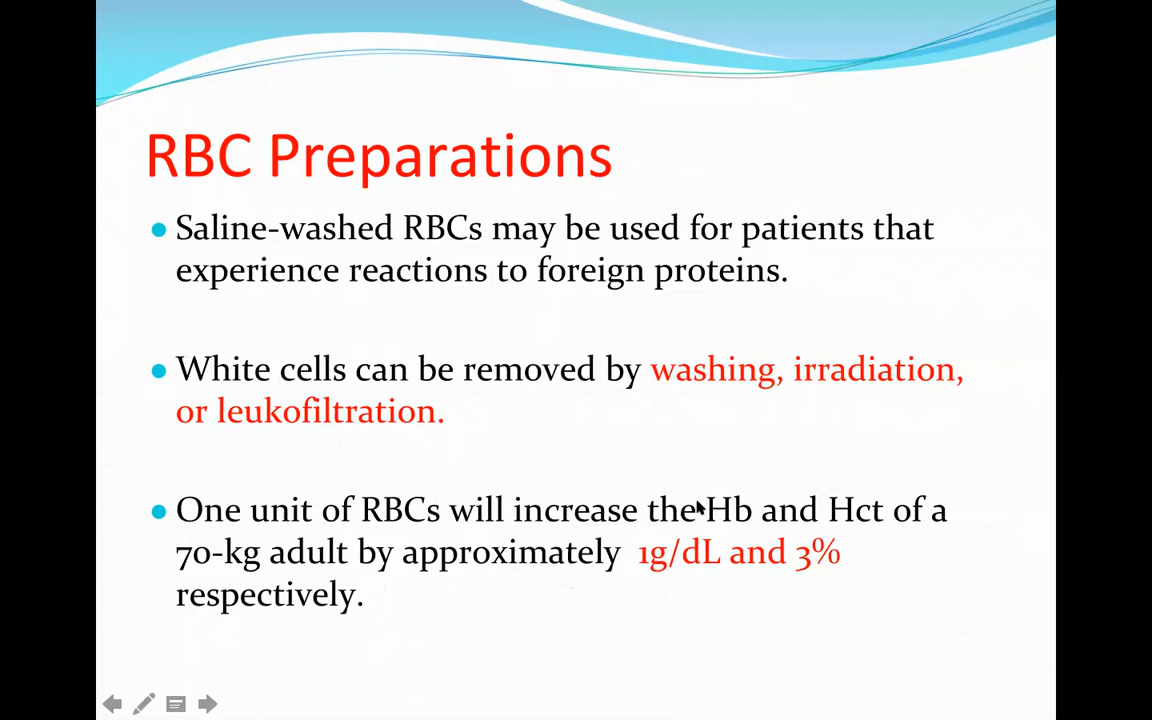 RBC Preparations
Saline-washed RBCs may be used for patients that
experience reactions to foreign proteins.
White cells can be removed by washing, irradiation,
or leukofiltration.
One unit of RBCs will increase the Hb and Hct of a
70-kg adult by approximately 1g/dL and 3%
respectively.